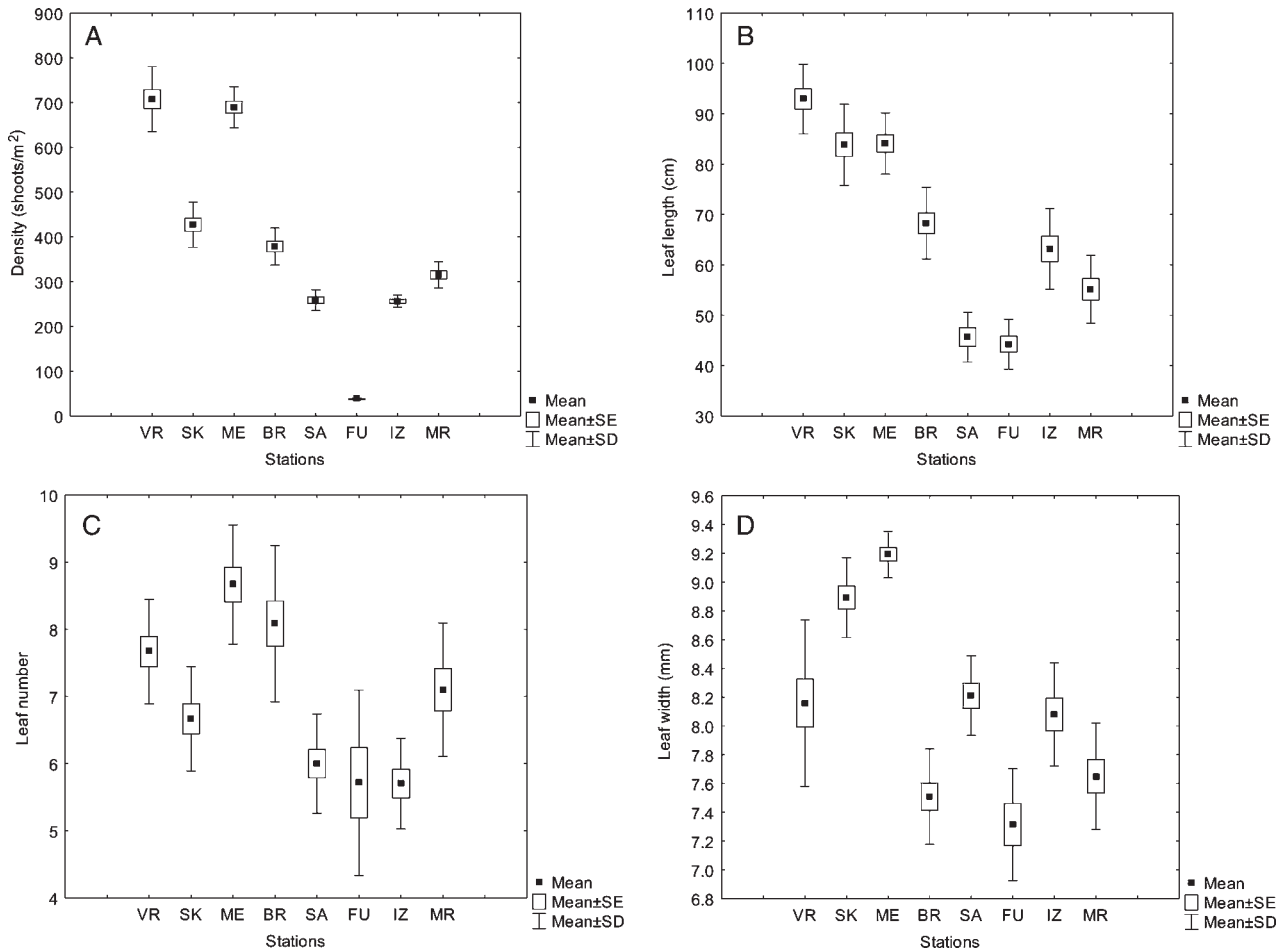 A
Density (shoots/m²)
900
800
700
600
500
400
300
200
100
0
VR SK ME BR SA FU IZ MR
Stations
Mean
Mean±SE
Mean±SD
B
Leaf length (cm)
110
100
90
80
70
60
50
40
30
VR SK ME BR SA FU IZ MR
Stations
Mean
Mean±SE
Mean±SD
C
Leaf number
10
9
8
7
6
5
4
VR SK ME BR SA FU IZ MR
Stations
Mean
Mean±SE
Mean±SD
D
Leaf width (mm)
9.6
9.4
9.2
9.0
8.8
8.6
8.4
8.2
8.0
7.8
7.6
7.4
7.2
7.0
6.8
VR SK ME BR SA FU IZ MR
Stations
Mean
Mean±SE
Mean±SD